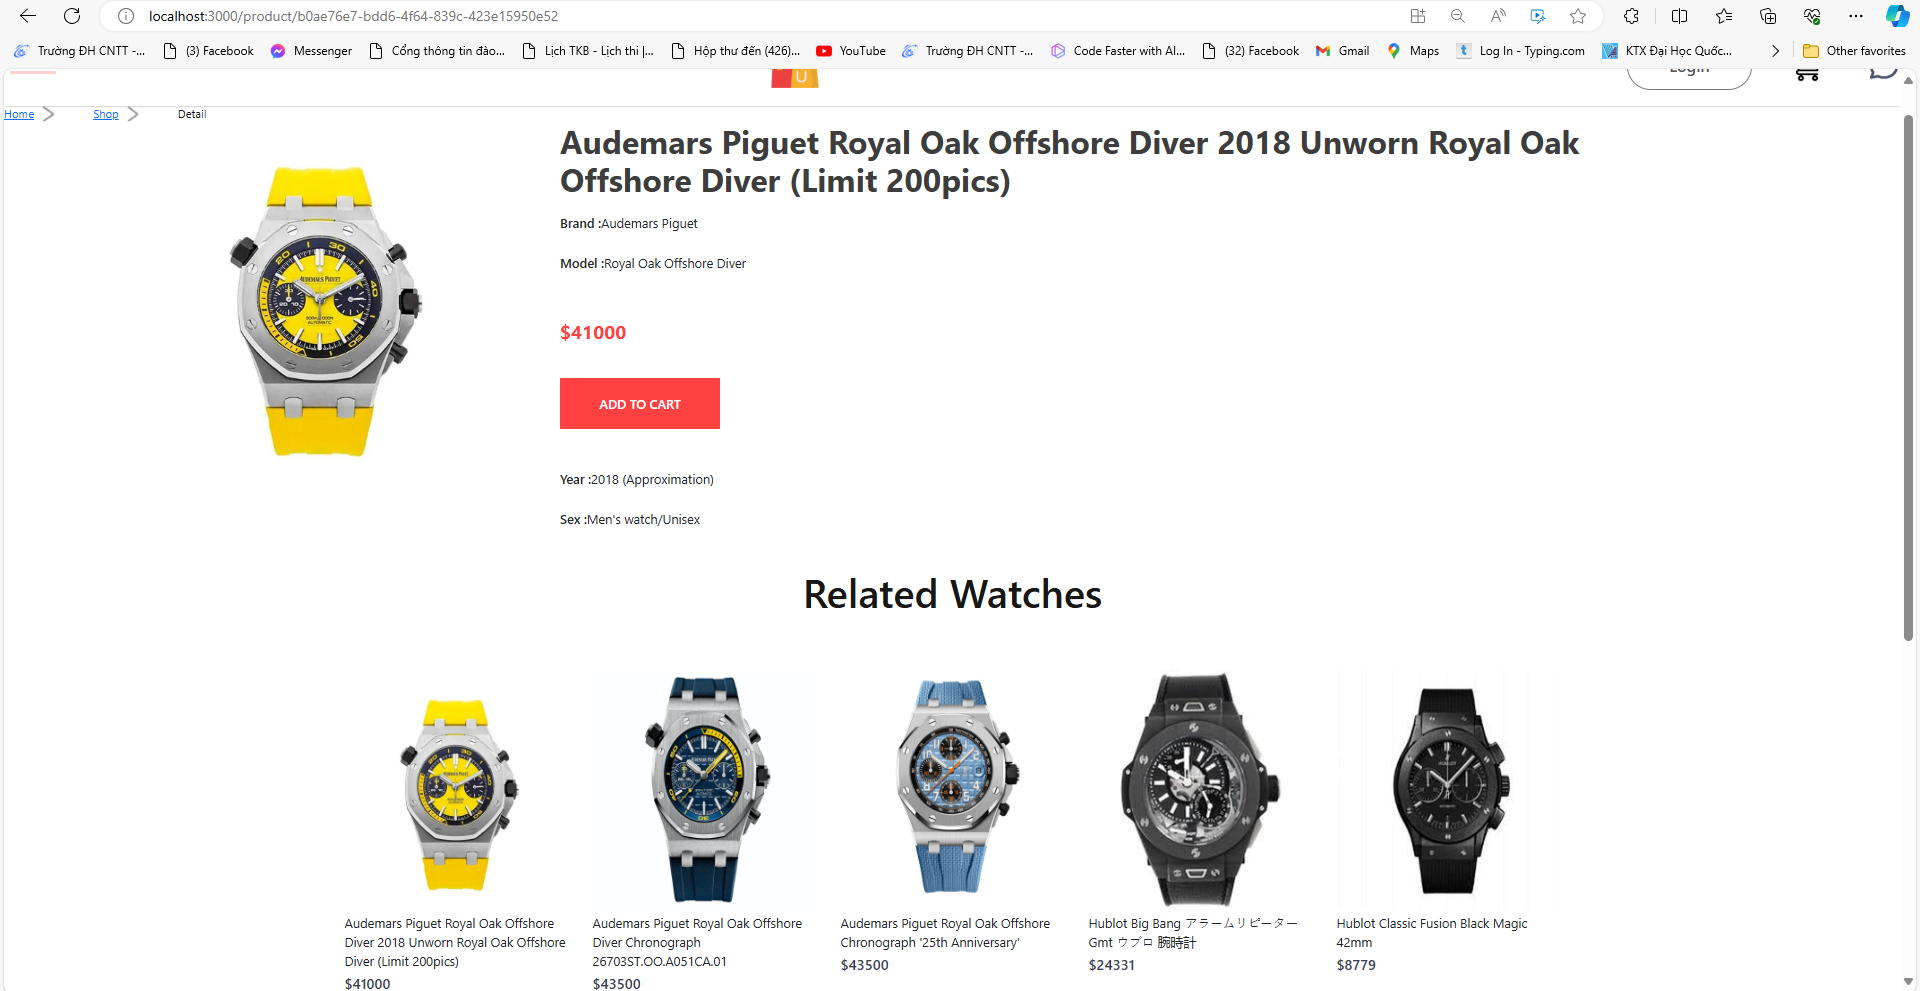 localhost:3000/product/b0ae76e7-bdd6-4f64-839c-423e15950e52
Trường ĐH CNTT -...
(3) Facebook
Messenger
Cổng thông tin đào...
Lịch TKB - Lịch thi |...
Hộp thư đến (426)...
YouTube
Trường ĐH CNTT -...
Code Faster with AI...
(32) Facebook
Gmail
Maps
Log In - Typing.com
KTX Đại Học Quốc...
Other favorites
U
Login
Home
Shop
Detail
Audemars Piguet Royal Oak Offshore Diver 2018 Unworn Royal Oak
Offshore Diver (Limit 200pics)
Brand :Audemars Piguet
Model :Royal Oak Offshore Diver
$41000
ADD TO CART
Year :2018 (Approximation)
Sex :Men's watch/Unisex
Related Watches
Audemars Piguet Royal Oak Offshore
Diver 2018 Unworn Royal Oak Offshore
Diver (Limit 200pics)
$41000
Audemars Piguet Royal Oak Offshore
Diver Chronograph
26703ST.OO.A051CA.01
$43500
Audemars Piguet Royal Oak Offshore
Chronograph '25th Anniversary'
$43500
Hublot Big Bang アラームリピーター
Gmt ウブロ 腕時計
$24331
Hublot Classic Fusion Black Magic
42mm
$8779